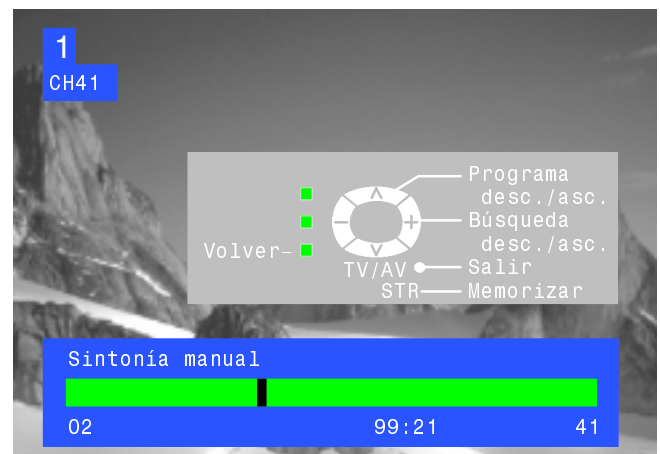 1
CH41
Programa
desc./asc.
Búsqueda
desc./asc.
Volver–
TV/AV Salir
STR Memorizar
Sintonía manual
02 99:21 41